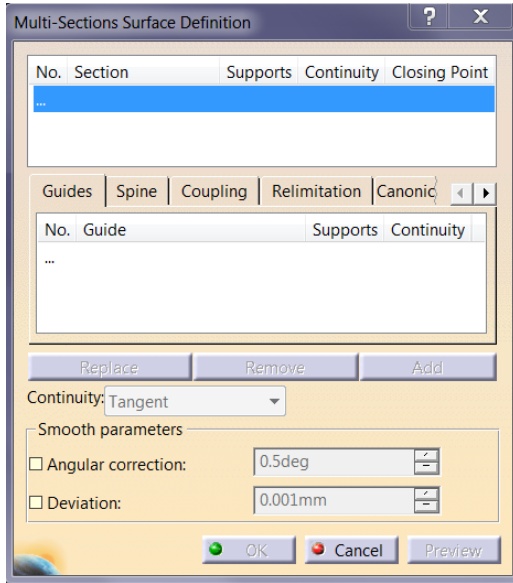 Multi-Sections Surface Definition ? X
No. Section Supports Continuity Closing Point
...
Guides Spine Coupling Relimitation Canonic
No. Guide Supports Continuity
...
Replace Remove Add
Continuity: Tangent
Smooth parameters
Angular correction: 0.5deg
Deviation: 0.001mm
OK Cancel Preview